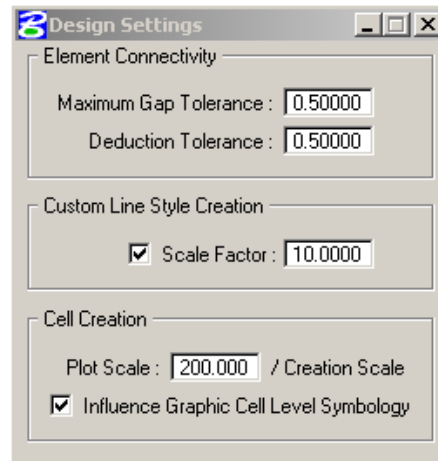 Design Settings
Element Connectivity
Maximum Gap Tolerance : 0.50000
Deduction Tolerance : 0.50000
Custom Line Style Creation
Scale Factor : 10.0000
Cell Creation
Plot Scale : 200.000 / Creation Scale
Influence Graphic Cell Level Symbology